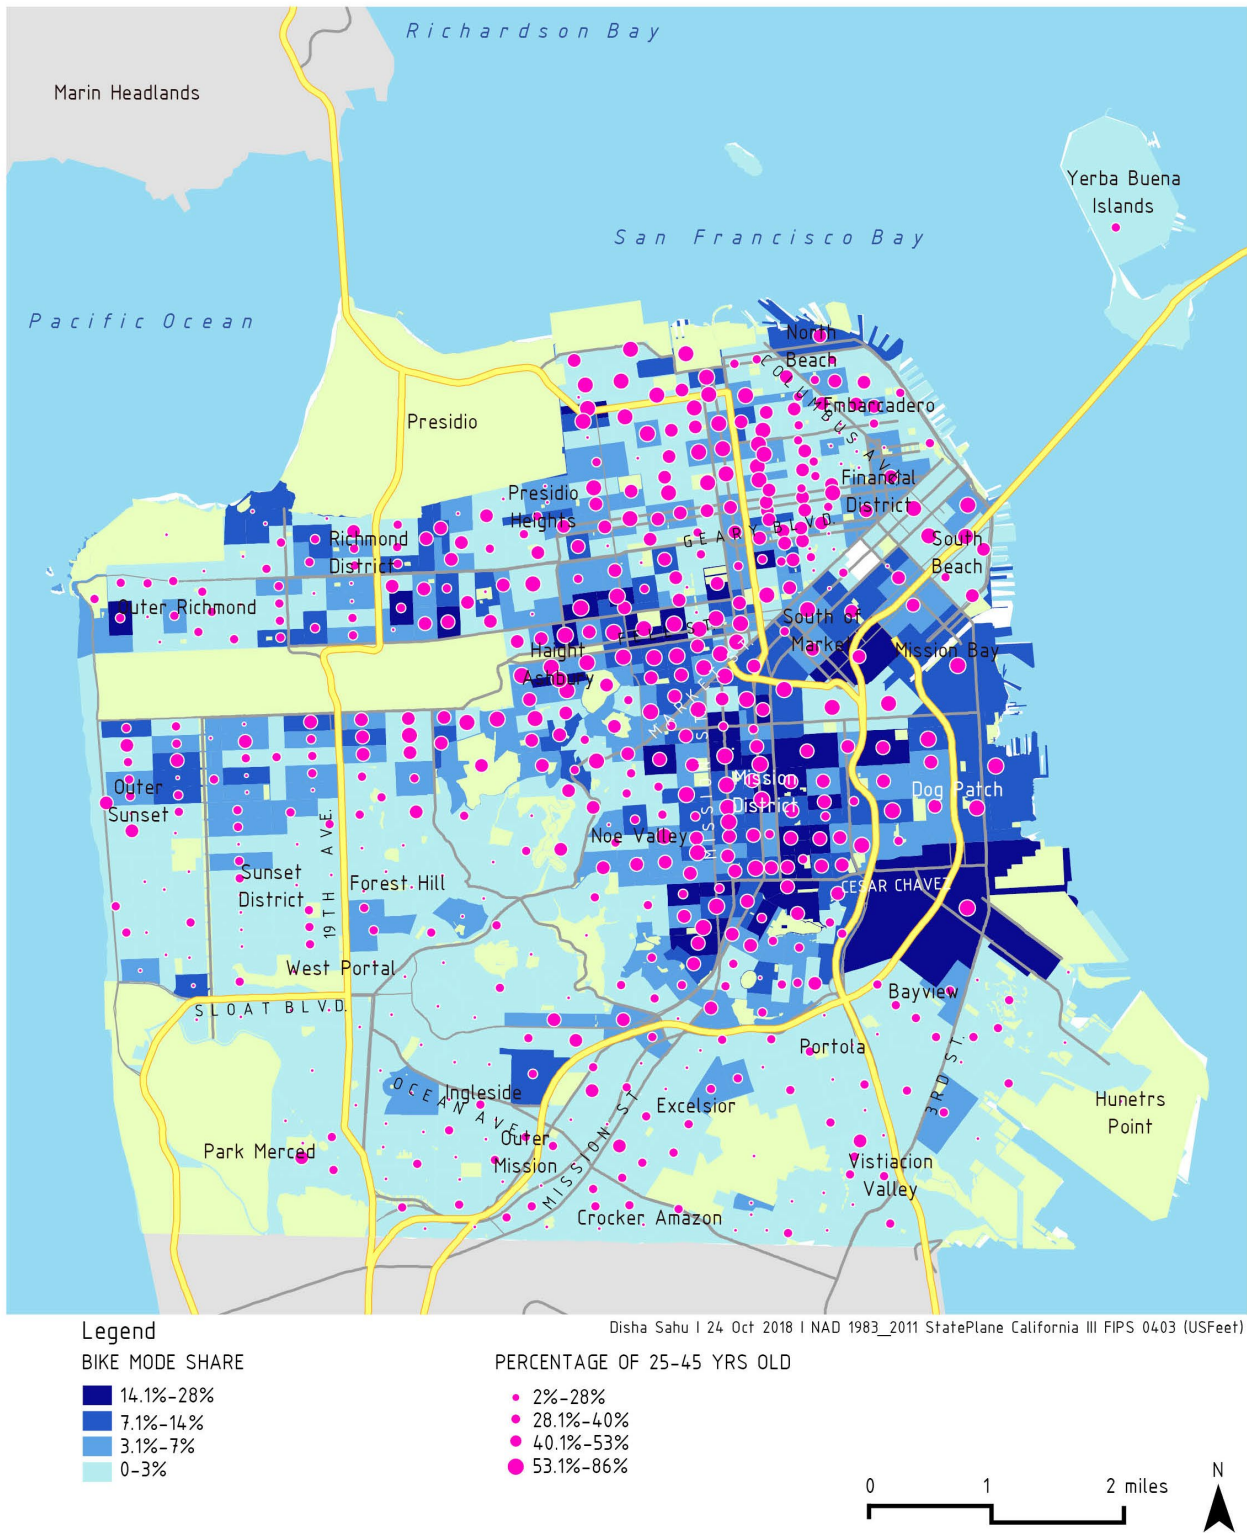 Richardson Bay
Marin Headlands
Yerba Buena
Islands
San Francisco Bay
Pacific Ocean
North
Beach
COLUMBUS AV.
Embarcadero
Presidio
Financial
District
Presidio
Heights
GEARY BLVD.
Richmond
District
South
Beach
Outer Richmond
South of
Market
FELL ST.
Haight
Ashbury
Mission Bay
MARKET ST.
MISSION ST.
Mission
District
Outer
Sunset
Dog Patch
19TH AVE.
Noe Valley
Sunset
District
Forest Hill
CESAR CHAVEZ
West Portal
SLOAT BLVD.
Bayview
Portola
3RD ST.
OCEAN AVE.
Ingleside
Excelsior
Hunetrs
Point
Outer
Mission
MISSION ST
Park Merced
Vistiacion
Valley
Crocker Amazon
Disha Sahu | 24 Oct 2018 | NAD 1983_2011 StatePlane California III FIPS 0403 (USFeet)
Legend
BIKE MODE SHARE
14.1%-28%
7.1%-14%
3.1%-7%
0-3%
PERCENTAGE OF 25-45 YRS OLD
2%-28%
28.1%-40%
40.1%-53%
53.1%-86%
0 1 2 miles
N